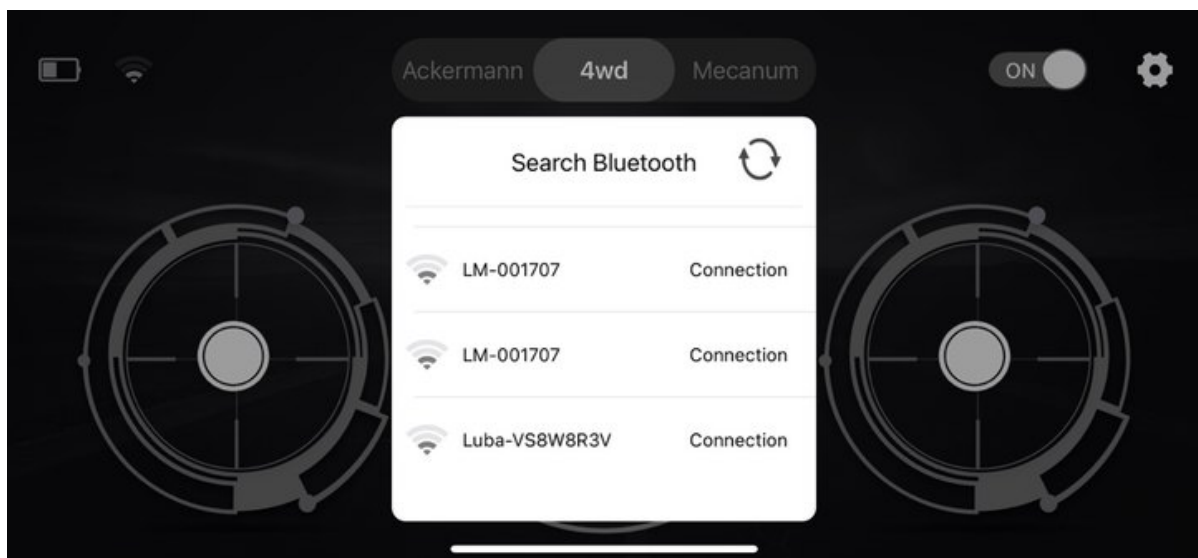 Ackermann 4wd Mecanum ON
Search Bluetooth
LM-001707 Connection
LM-001707 Connection
Luba-VS8W8R3V Connection